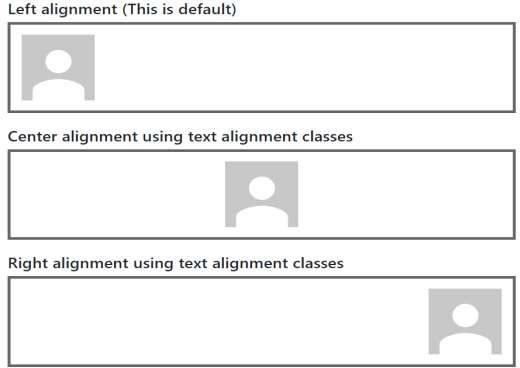 Left alignment (This is default)
Center alignment using text alignment classes
Right alignment using text alignment classes